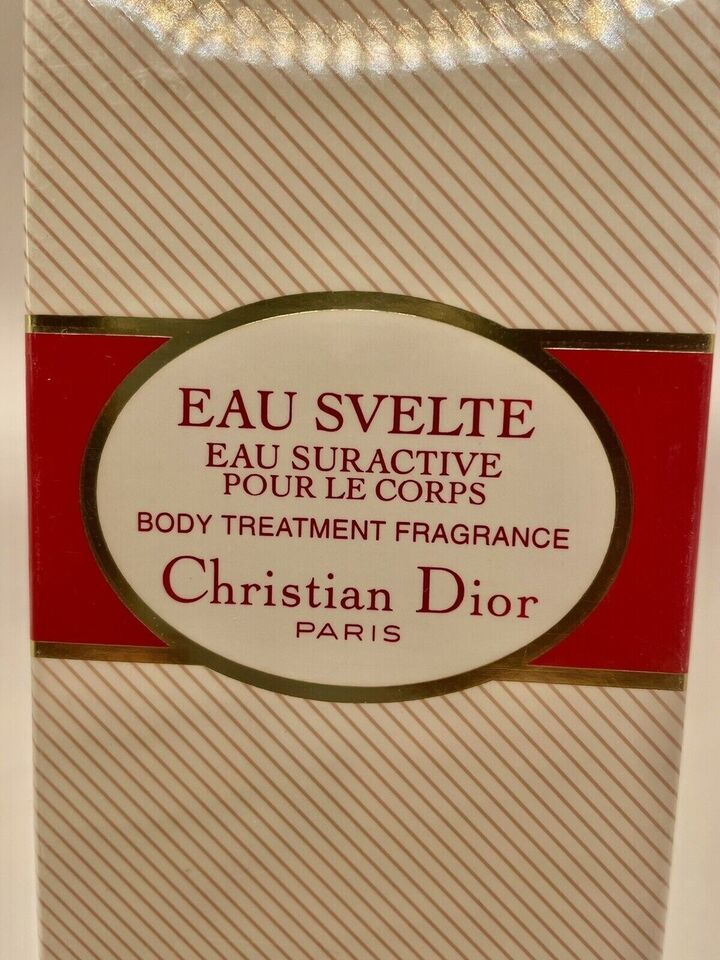 EAU SVELTE
EAU SURACTIVE
POUR LE CORPS
BODY TREATMENT FRAGRANCE
Christian Dior
PARIS